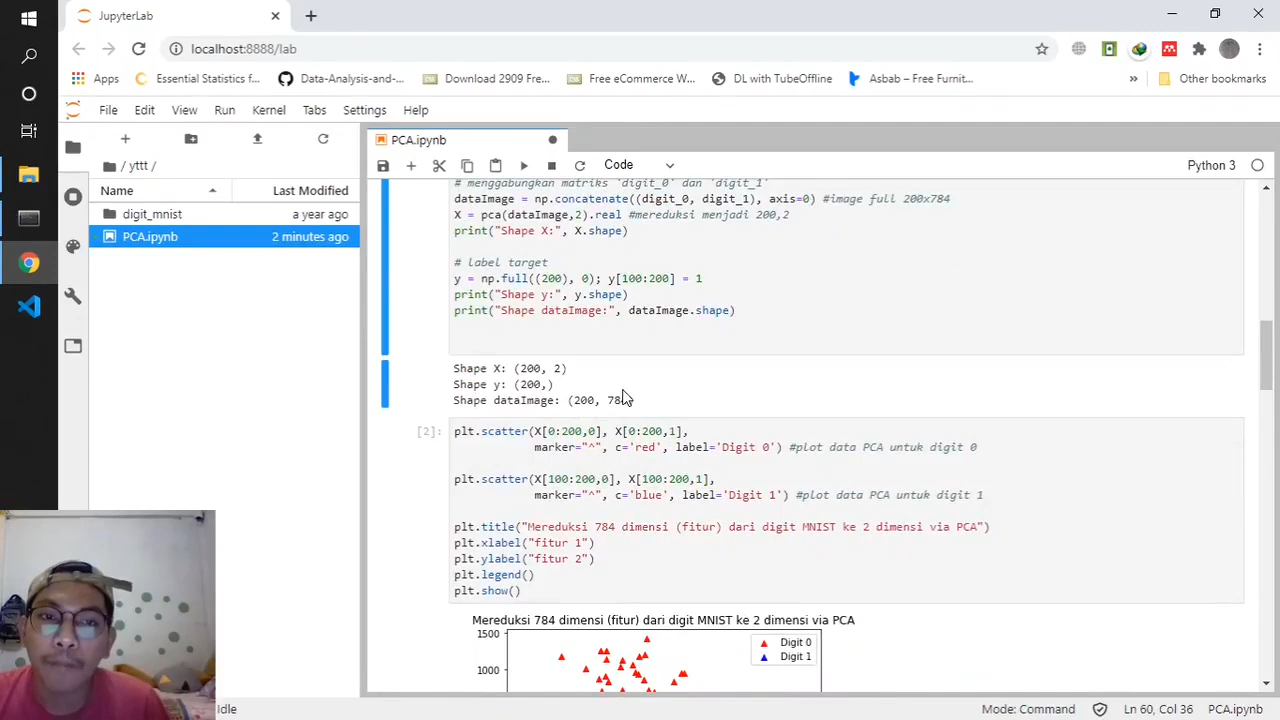 JupyterLab
localhost:8888/lab
Apps
Essential Statistics f...
Data-Analysis-and-...
Download 2909 Fre...
Free eCommerce W...
DL with TubeOffline
Asbab – Free Furnit...
»
Other bookmarks
File Edit View Run Kernel Tabs Settings Help
PCA.ipynb
Code
Python 3
/ yttt /
Name
Last Modified
digit_mnist
a year ago
PCA.ipynb
2 minutes ago
# menggabungkan matriks 'digit_0' dan 'digit_1'
dataImage = np.concatenate((digit_0, digit_1), axis=0) #image full 200x784
X = pca(dataImage,2).real #mereduksi menjadi 200,2
print("Shape X:", X.shape)
# label target
y = np.full((200), 0); y[100:200] = 1
print("Shape y:", y.shape)
print("Shape dataImage:", dataImage.shape)
Shape X: (200, 2)
Shape y: (200,)
Shape dataImage: (200,
[2]:
plt.scatter(X[0:200,0], X[0:200,1],
marker="^", c='red', label='Digit 0') #plot data PCA untuk digit 0
plt.scatter(X[100:200,0], X[100:200,1],
marker="^", c='blue', label='Digit 1') #plot data PCA untuk digit 1
plt.title("Mereduksi 784 dimensi (fitur) dari digit MNIST ke 2 dimensi via PCA")
plt.xlabel("fitur 1")
plt.ylabel("fitur 2")
plt.legend()
plt.show()
Mereduksi 784 dimensi (fitur) dari digit MNIST ke 2 dimensi via PCA
1500
Digit 0
Digit 1
1000
Idle
Mode: Command
Ln 60, Col 36
PCA.ipynb